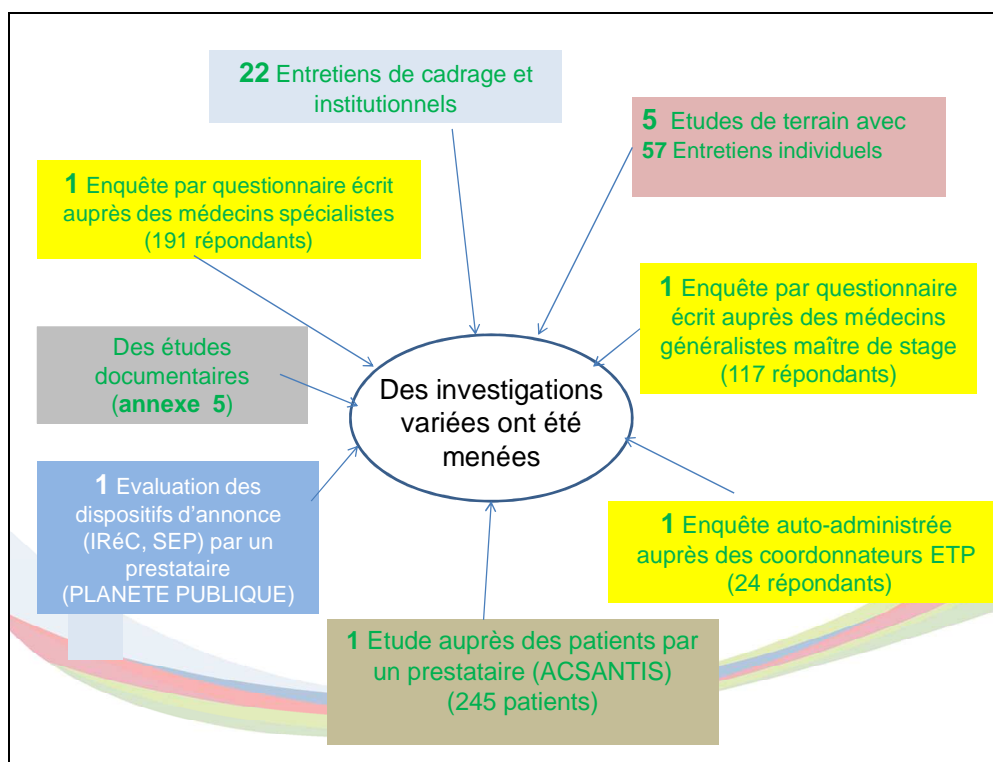 22 Entretiens de cadrage et
institutionnels
5 Etudes de terrain avec
57 Entretiens individuels
1 Enquête par questionnaire écrit
auprès des médecins spécialistes
(191 répondants)
1 Enquête par questionnaire
écrit auprès des médecins
généralistes maître de stage
(117 répondants)
Des études
documentaires
(annexe 5)
Des investigations
variées ont été
menées
1 Evaluation des
dispositifs d'annonce
(IRéC, SEP) par un
prestataire
(PLANETE PUBLIQUE)
1 Enquête auto-administrée
auprès des coordonnateurs ETP
(24 répondants)
1 Etude auprès des patients par
un prestataire (ACSANTIS)
(245 patients)